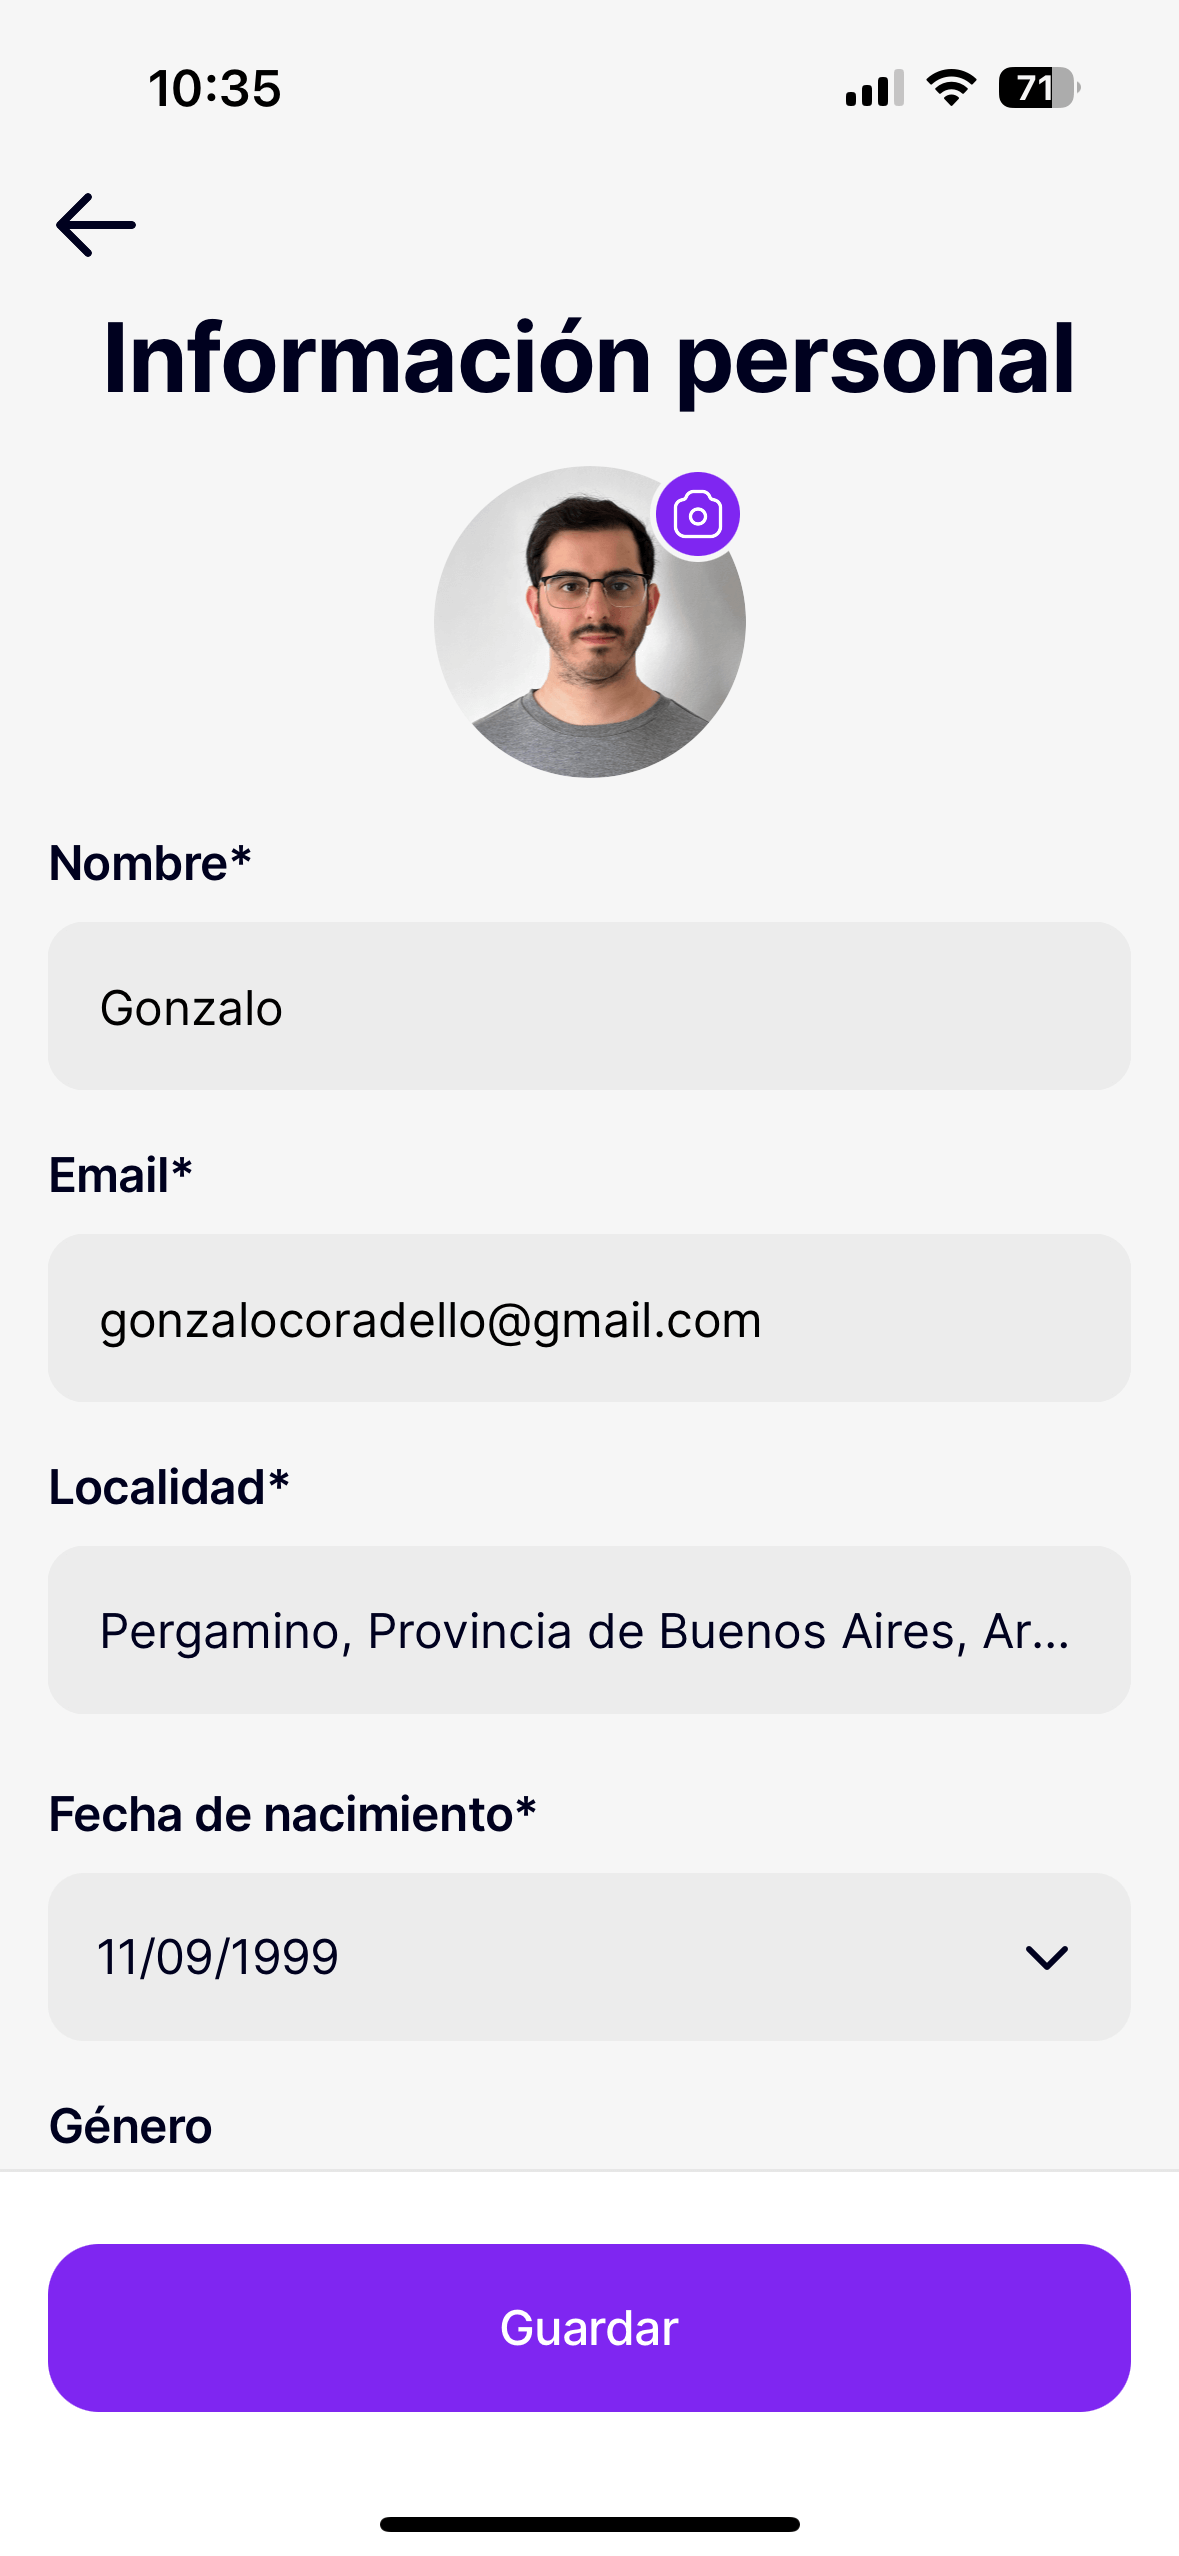 10:35
71
Información personal
Nombre*
Gonzalo
Email*
gonzalocoradello@gmail.com
Localidad*
Pergamino, Provincia de Buenos Aires, Ar...
Fecha de nacimiento*
11/09/1999
Género
Guardar